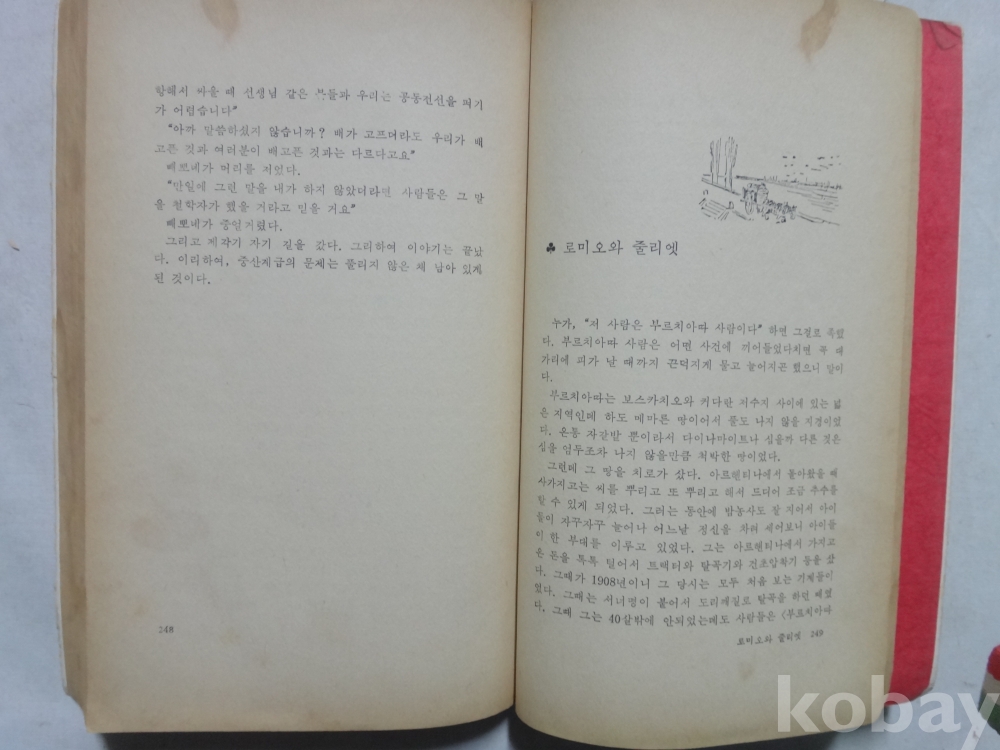 항해서 싸울 때 선생님 같은 분들과 우리는 공동전선을 펴기
가 어렵습니다"
"아까 말씀하셨지 않습니까? 배가 고프더라도 우리가 배
고픈 것과 여러분이 배고픈 것과는 다르다고요"
빼뽀네가 머리를 저었다.
"만일에 그런 말을 내가 하지 않았더라면 사람들은 그 말
을 철학자가 했을 거라고 믿을 거요"
빼뽀네가 중얼거렸다.
그리고 제각기 자기 길을 갔다. 그리하여 이야기는 끝났
다. 이리하여, 중산계급의 문제는 풀리지 않은 채 남아 있게
된 것이다.
248
♣ 로미오와 줄리엣
누가, "저 사람은 부르치아따 사람이다" 하면 그걸로 족했
다. 부르치아따 사람은 어떤 사건에 끼어들었다치면 꼭 대
가리에 피가 날 때까지 끈덕지게 물고 늘어지곤 했으니 말이
다.
부르치아따는 보스카치오와 커다란 저수지 사이에 있는 넓
은 지역인데 하도 메마른 땅이어서 풀도 나지 않을 지경이었
다. 온통 자갈밭 뿐이라서 다이나마이트나 심을까 다른 것은
심을 엄두조차 나지 않을만큼 척박한 땅이었다.
그런데 그 땅을 치로가 샀다. 아르헨티나에서 돌아왔을 때
사가지고는 씨를 뿌리고 또 뿌리고 해서 드디어 조금 추수를
할 수 있게 되었다. 그러는 동안에 밤농사도 잘 지어서 아이
들이 자꾸자꾸 늘어나 어느날 정신을 차려 세어보니 아이들
이 한 부대를 이루고 있었다. 그는 아르헨티나에서 가지고
온 돈을 톡톡 털어서 트랙터와 탈곡기와 건초압착기 등을 샀
다. 그때가 1908년이니 그 당시는 모두 처음 보는 기계들이
었다. 그때는 서너명이 붙어서 도리깨질로 탈곡을 하던 때였
다. 그때 그는 40살밖에 안되었는데도 사람들은 〈부르치아따
로미오와 줄리엣 249
kobay